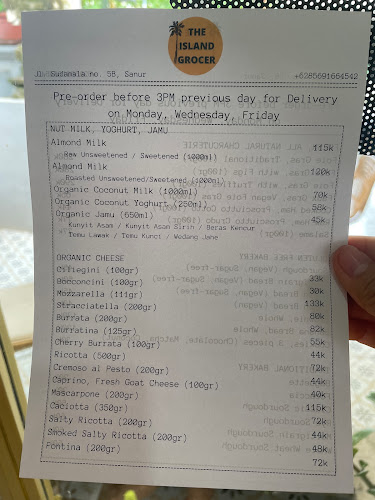 THE
ISLAND
GROCER
Sudamala no. 5B, Sanur
+6285691664542
Pre-order before 3PM previous day for Delivery
on Monday, Wednesday, Friday
NUT MILK, YOGHURT, JAMU
Almond Milk 115k
Raw Unsweetened / Sweetened (1000ml)
Almond Milk 120k
Roasted Unsweetened/Sweetened (1000ml)
Organic Coconut Milk (1000ml) 70k
Organic Coconut Yoghurt (250ml) 58k
Organic Jamu (650ml) 45k
Kunyit Asam / Kunyit Asam Sirih / Beras Kencur
Temu Lawak / Temu Kunci / Wedang Jahe
ORGANIC CHEESE
Ciliegini (100gr) 33k
Bocconcini (100gr) 30k
Mozzarella (111gr) 133k
Stracciatella (200gr) 80k
Burrata (200gr) 82k
Burratina (125gr) 55k
Cherry Burrata (100gr) 44k
Ricotta (500gr) 72k
Cremoso al Pesto (200gr) 44k
Caprino, Fresh Goat Cheese (100gr) 40k
Mascarpone (200gr) 115k
Caciotta (350gr) 72k
Salty Ricotta (200gr) 44k
Smoked Salty Ricotta (200gr) 48k
Fontina (200gr) 72k